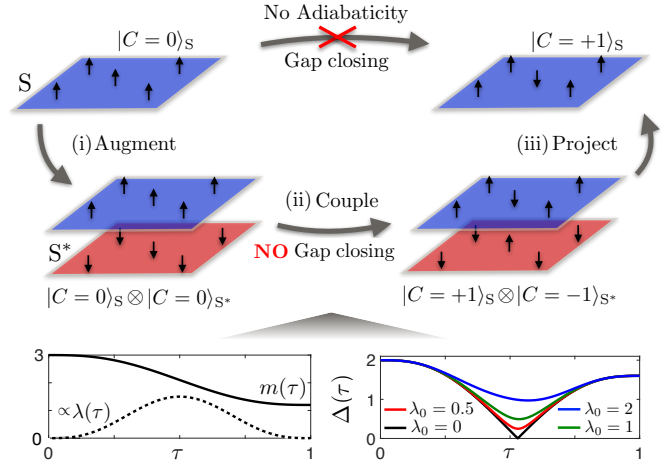 No Adiabaticity
|C = 0⟩S
|C = +1⟩S
Gap closing
S
(i) Augment
(iii) Project
(ii) Couple
S*
NO Gap closing
|C = 0⟩S ⊗ |C = 0⟩S*
|C = +1⟩S ⊗ |C = −1⟩S*
3
m(τ)
∝λ(τ)
0
0
τ
1
Δ(τ)
2
1
0
λ0 = 0.5
λ0 = 2
λ0 = 0
λ0 = 1
0
τ
1